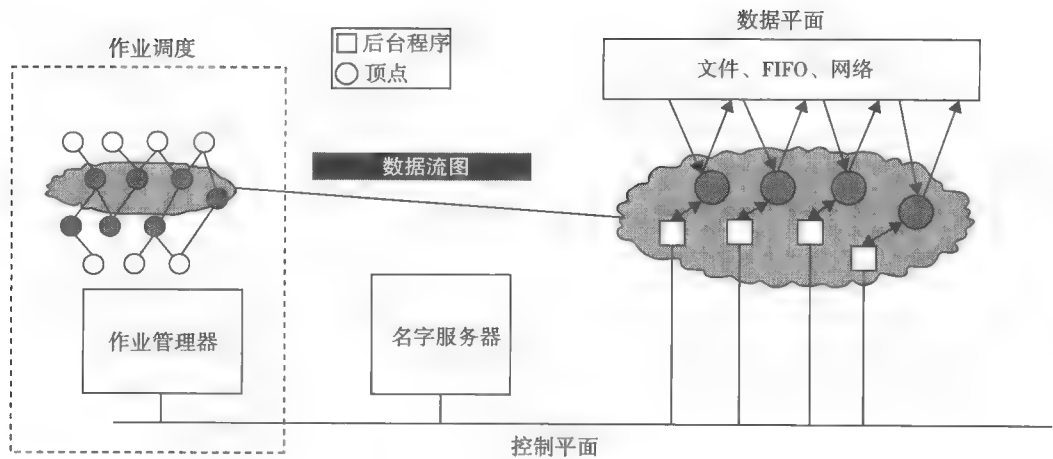 作业调度
后台程序
顶点
数据平面
文件、FIFO、网络
数据流图
作业管理器
名字服务器
控制平面